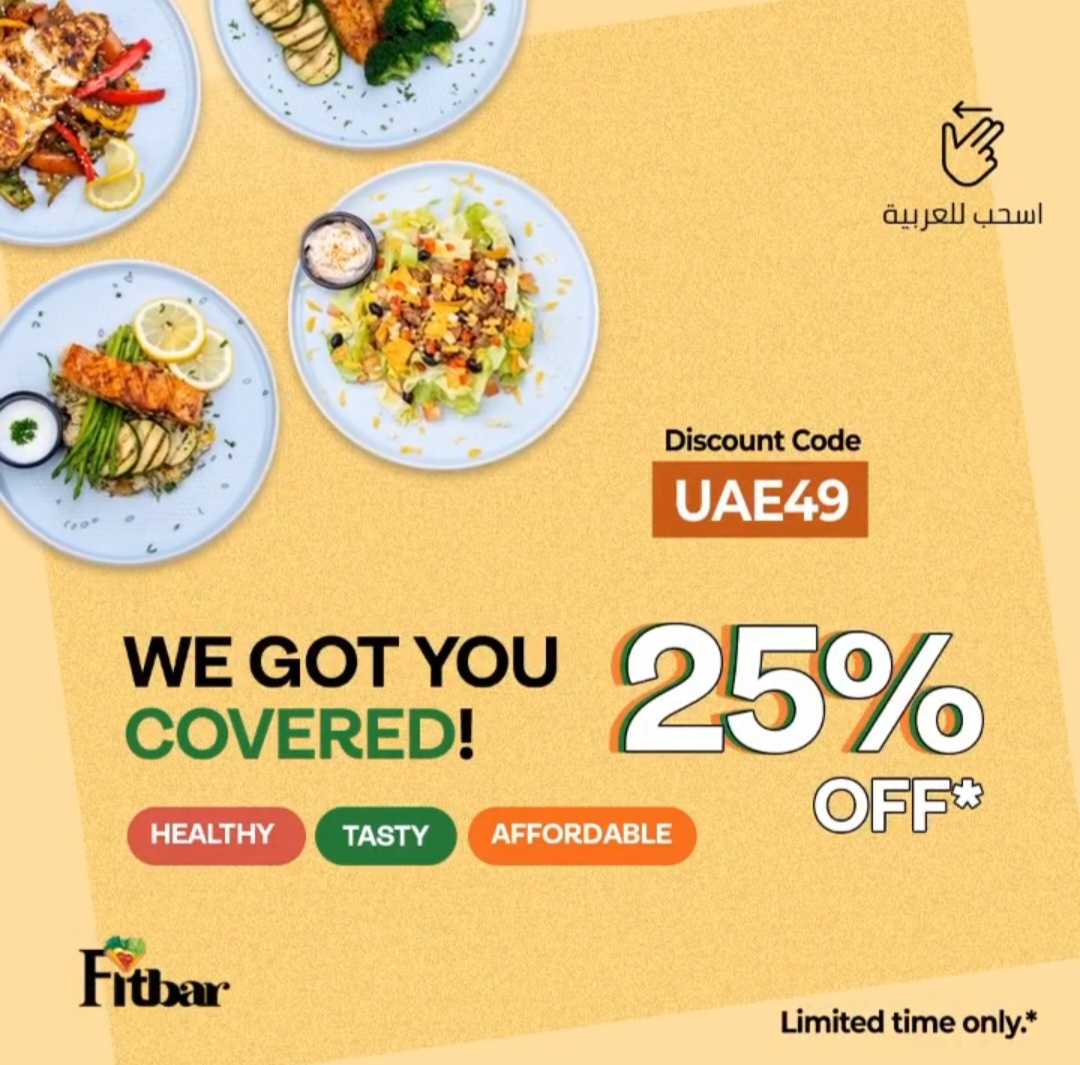 اسحب للعربية
Discount Code
UAE49
WE GOT YOU
COVERED!
25%
OFF*
HEALTHY
TASTY
AFFORDABLE
Fitbar
Limited time only.*